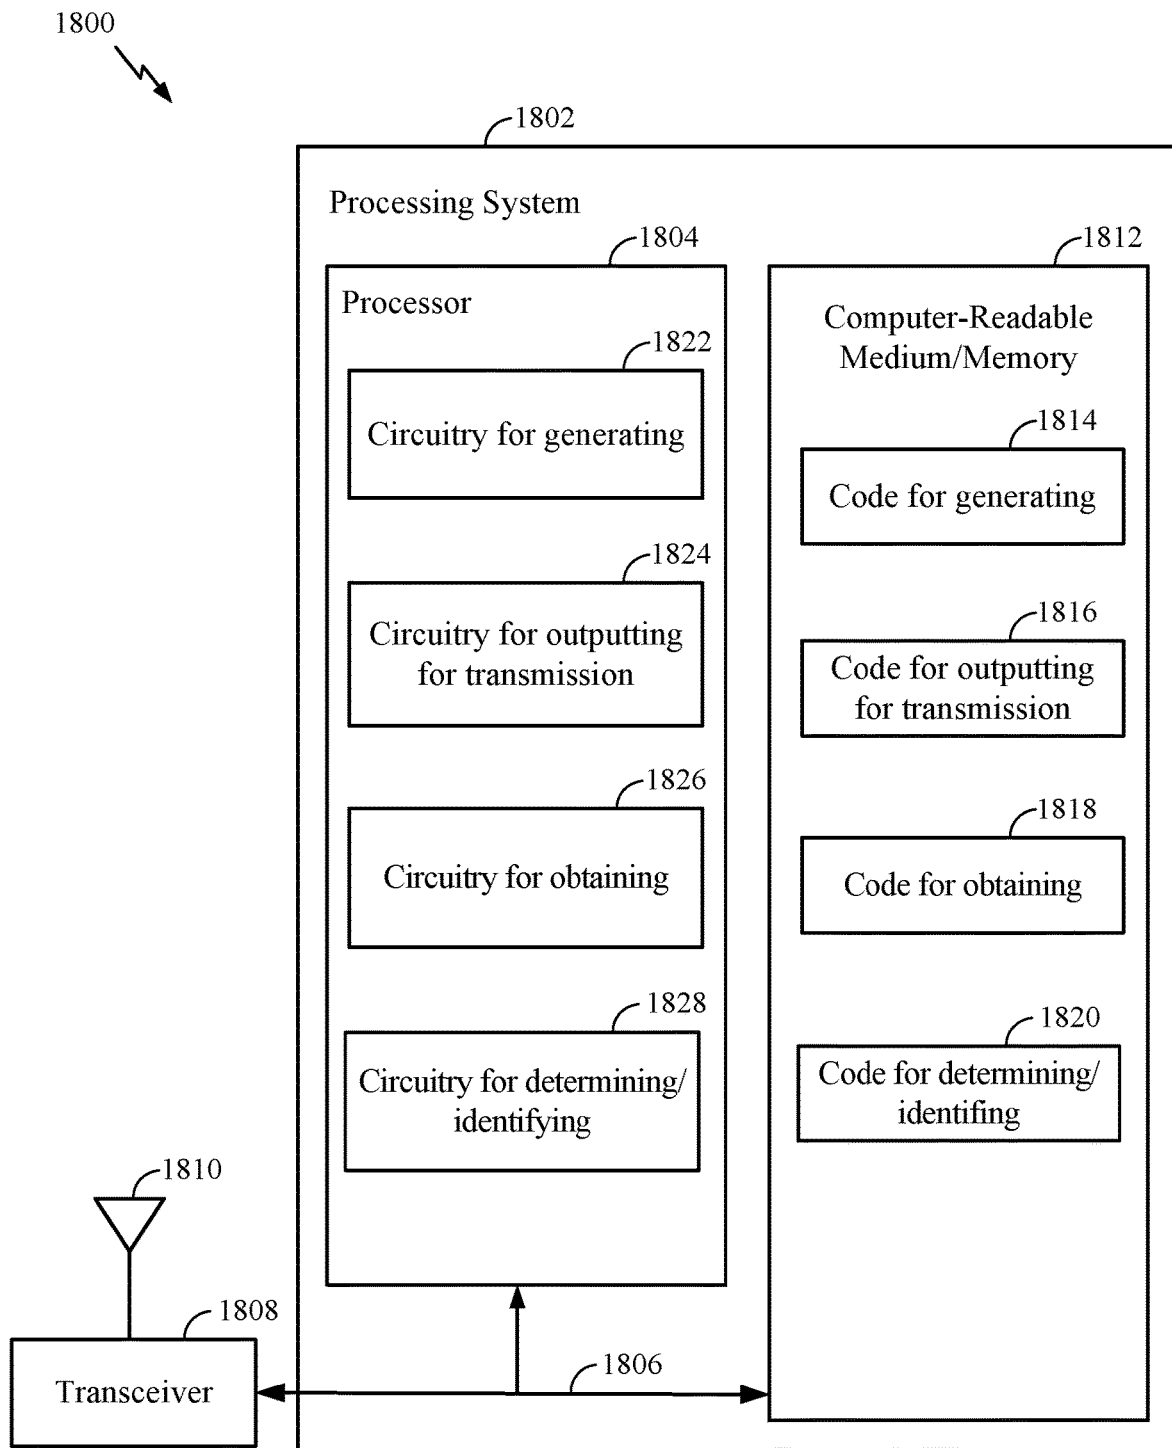 1800
1802
Processing System
1804
1812
Processor
Computer-Readable
Medium/Memory
1822
Circuitry for generating
1814
Code for generating
1824
Circuitry for outputting
for transmission
1816
Code for outputting
for transmission
1826
Circuitry for obtaining
1818
Code for obtaining
1828
Circuitry for determining/
identifying
1820
Code for determining/
identifing
1810
1808
Transceiver
1806